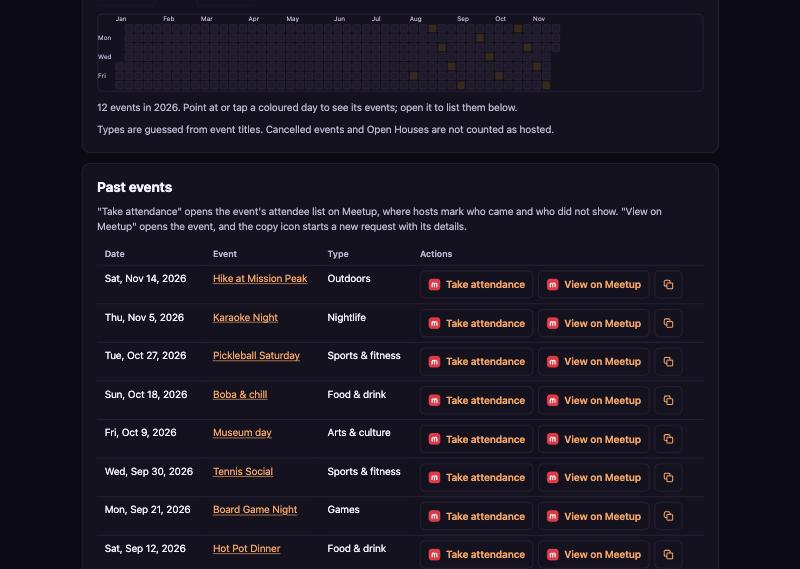 Jan Feb Mar Apr May Jun Jul Aug Sep Oct Nov
Mon
Wed
Fri
12 events in 2026. Point at or tap a coloured day to see its events; open it to list them below.
Types are guessed from event titles. Cancelled events and Open Houses are not counted as hosted.
Past events
"Take attendance" opens the event's attendee list on Meetup, where hosts mark who came and who did not show. "View on
Meetup" opens the event, and the copy icon starts a new request with its details.
Date Event Type Actions
Sat, Nov 14, 2026 Hike at Mission Peak Outdoors Take attendance View on Meetup
Thu, Nov 5, 2026 Karaoke Night Nightlife Take attendance View on Meetup
Tue, Oct 27, 2026 Pickleball Saturday Sports & fitness Take attendance View on Meetup
Sun, Oct 18, 2026 Boba & chill Food & drink Take attendance View on Meetup
Fri, Oct 9, 2026 Museum day Arts & culture Take attendance View on Meetup
Wed, Sep 30, 2026 Tennis Social Sports & fitness Take attendance View on Meetup
Mon, Sep 21, 2026 Board Game Night Games Take attendance View on Meetup
Sat, Sep 12, 2026 Hot Pot Dinner Food & drink Take attendance View on Meetup